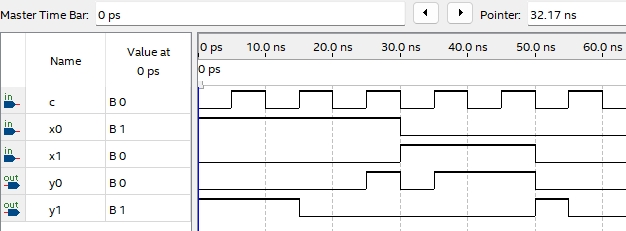 Master Time Bar: 0 ps Pointer: 32.17 ns
Name Value at 0 ps
0 ps 10.0 ns 20.0 ns 30.0 ns 40.0 ns 50.0 ns 60.0 ns
0 ps
in c B 0
in x0 B 1
in x1 B 0
out y0 B 0
out y1 B 1